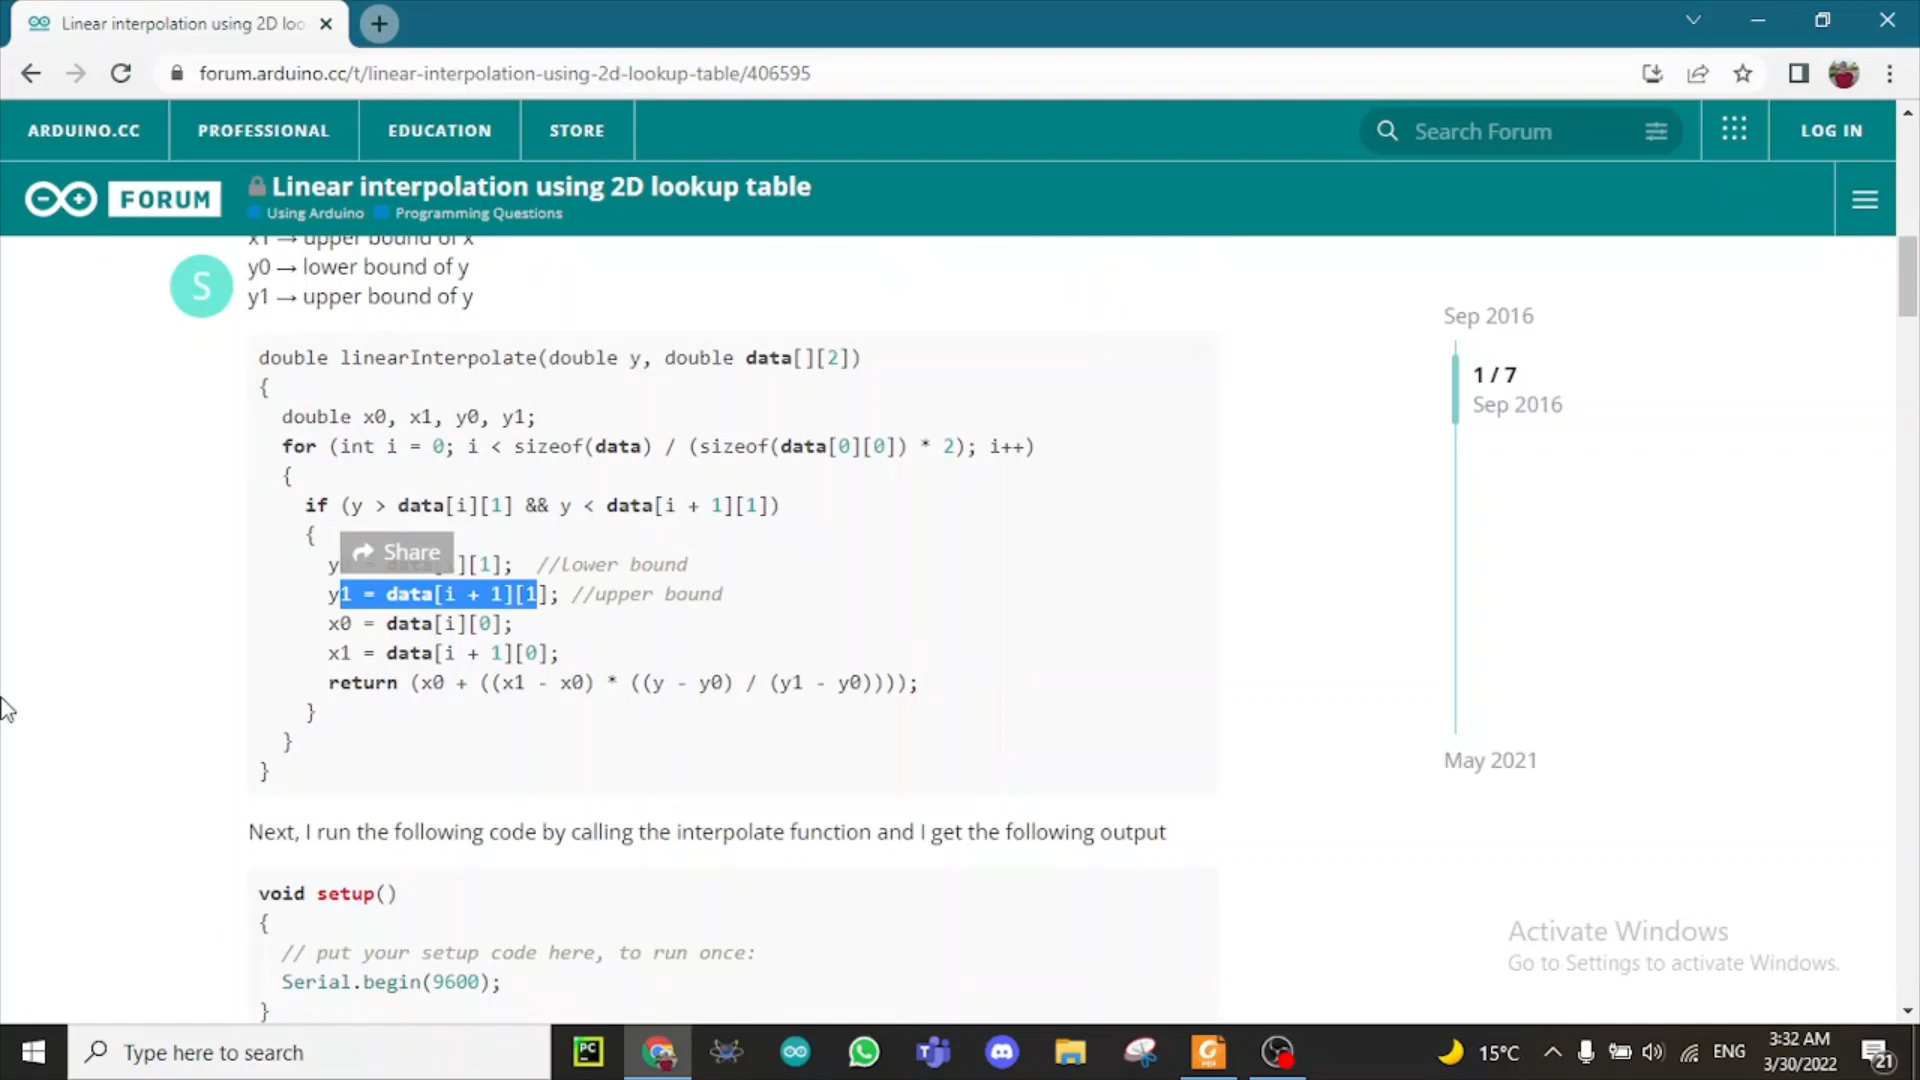 Linear interpolation using 2D loo
forum.arduino.cc/t/linear-interpolation-using-2d-lookup-table/406595
ARDUINO.CC PROFESSIONAL EDUCATION STORE Search Forum LOG IN
FORUM Linear interpolation using 2D lookup table
Using Arduino Programming Questions
x1 → upper bound of x
S
y0 → lower bound of y
y1 → upper bound of y
double linearInterpolate(double y, double data[][2])
{
double x0, x1, y0, y1;
for (int i = 0; i < sizeof(data) / (sizeof(data[0][0]) * 2); i++)
{
if (y > data[i][1] && y < data[i + 1][1])
{
Share
y0 = data[i][1]; //lower bound
y1 = data[i + 1][1]; //upper bound
x0 = data[i][0];
x1 = data[i + 1][0];
return (x0 + ((x1 - x0) * ((y - y0) / (y1 - y0))));
}
}
}
Next, I run the following code by calling the interpolate function and I get the following output
void setup()
{
// put your setup code here, to run once:
Serial.begin(9600);
}
Sep 2016
1 / 7
Sep 2016
May 2021
Activate Windows
Go to Settings to activate Windows.
Type here to search
PC
15°C
ENG
3:32 AM
3/30/2022
21